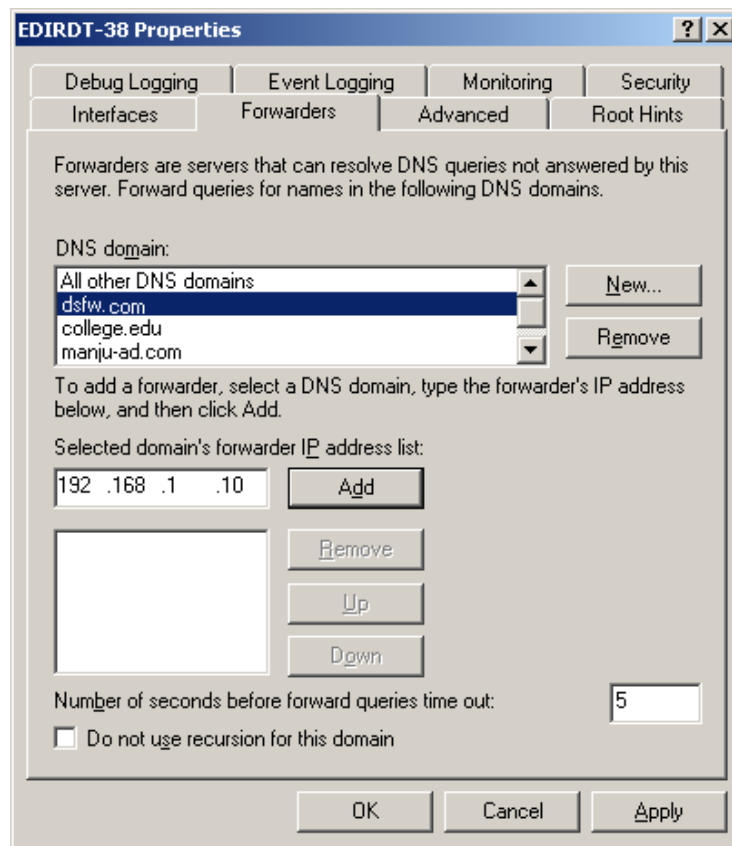 EDIRDT-38 Properties
Debug Logging Event Logging Monitoring Security
Interfaces Forwarders Advanced Root Hints
Forwarders are servers that can resolve DNS queries not answered by this
server. Forward queries for names in the following DNS domains.
DNS domain:
All other DNS domains
dsfw.com
college.edu
manju-ad.com
New...
Remove
To add a forwarder, select a DNS domain, type the forwarder's IP address
below, and then click Add.
Selected domain's forwarder IP address list:
192 .168 .1 .10 Add
Remove
Up
Down
Number of seconds before forward queries time out: 5
Do not use recursion for this domain
OK Cancel Apply